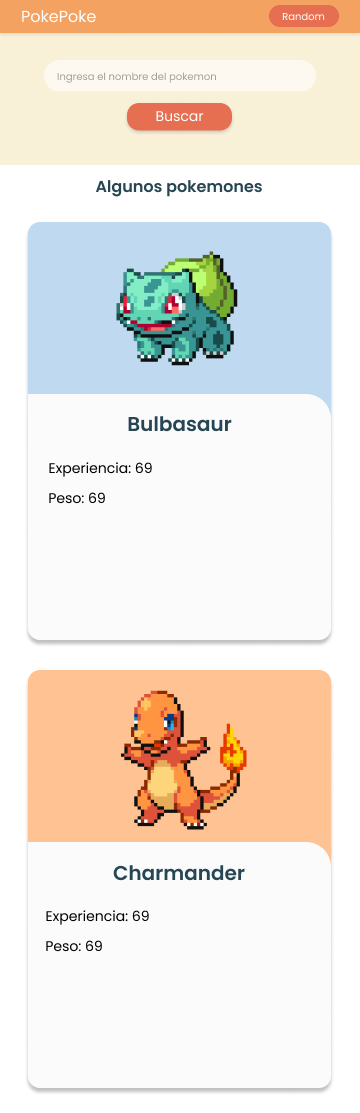 PokePoke
Random
Ingresa el nombre del pokemon
Buscar
Algunos pokemones
Bulbasaur
Experiencia: 69
Peso: 69
Charmander
Experiencia: 69
Peso: 69